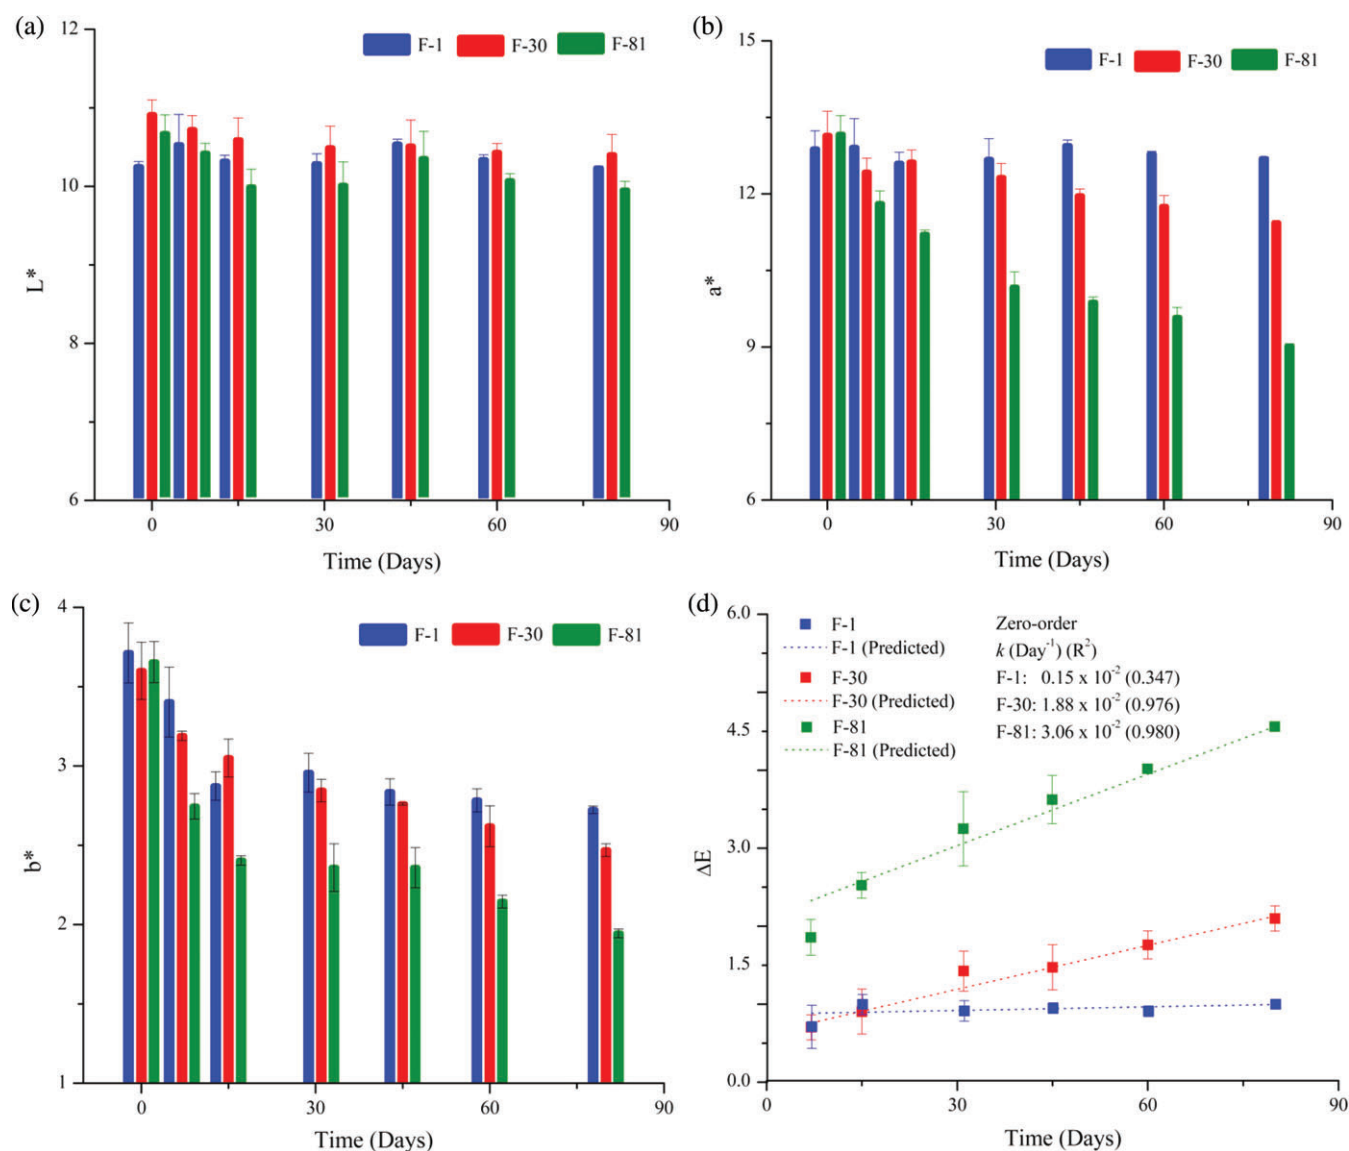 (a)
12
10
8
6
L*
F-1
F-30
F-81
0
30
60
90
Time (Days)
(b)
15
12
9
6
a*
F-1
F-30
F-81
0
30
60
90
Time (Days)
(c)
4
3
2
1
b*
F-1
F-30
F-81
0
30
60
90
Time (Days)
(d)
6.0
4.5
3.0
1.5
0.0
ΔE
F-1
F-1 (Predicted)
F-30
F-30 (Predicted)
F-81
F-81 (Predicted)
Zero-order
k (Day⁻¹) (R²)
F-1: 0.15 x 10⁻² (0.347)
F-30: 1.88 x 10⁻² (0.976)
F-81: 3.06 x 10⁻² (0.980)
0
30
60
90
Time (Days)